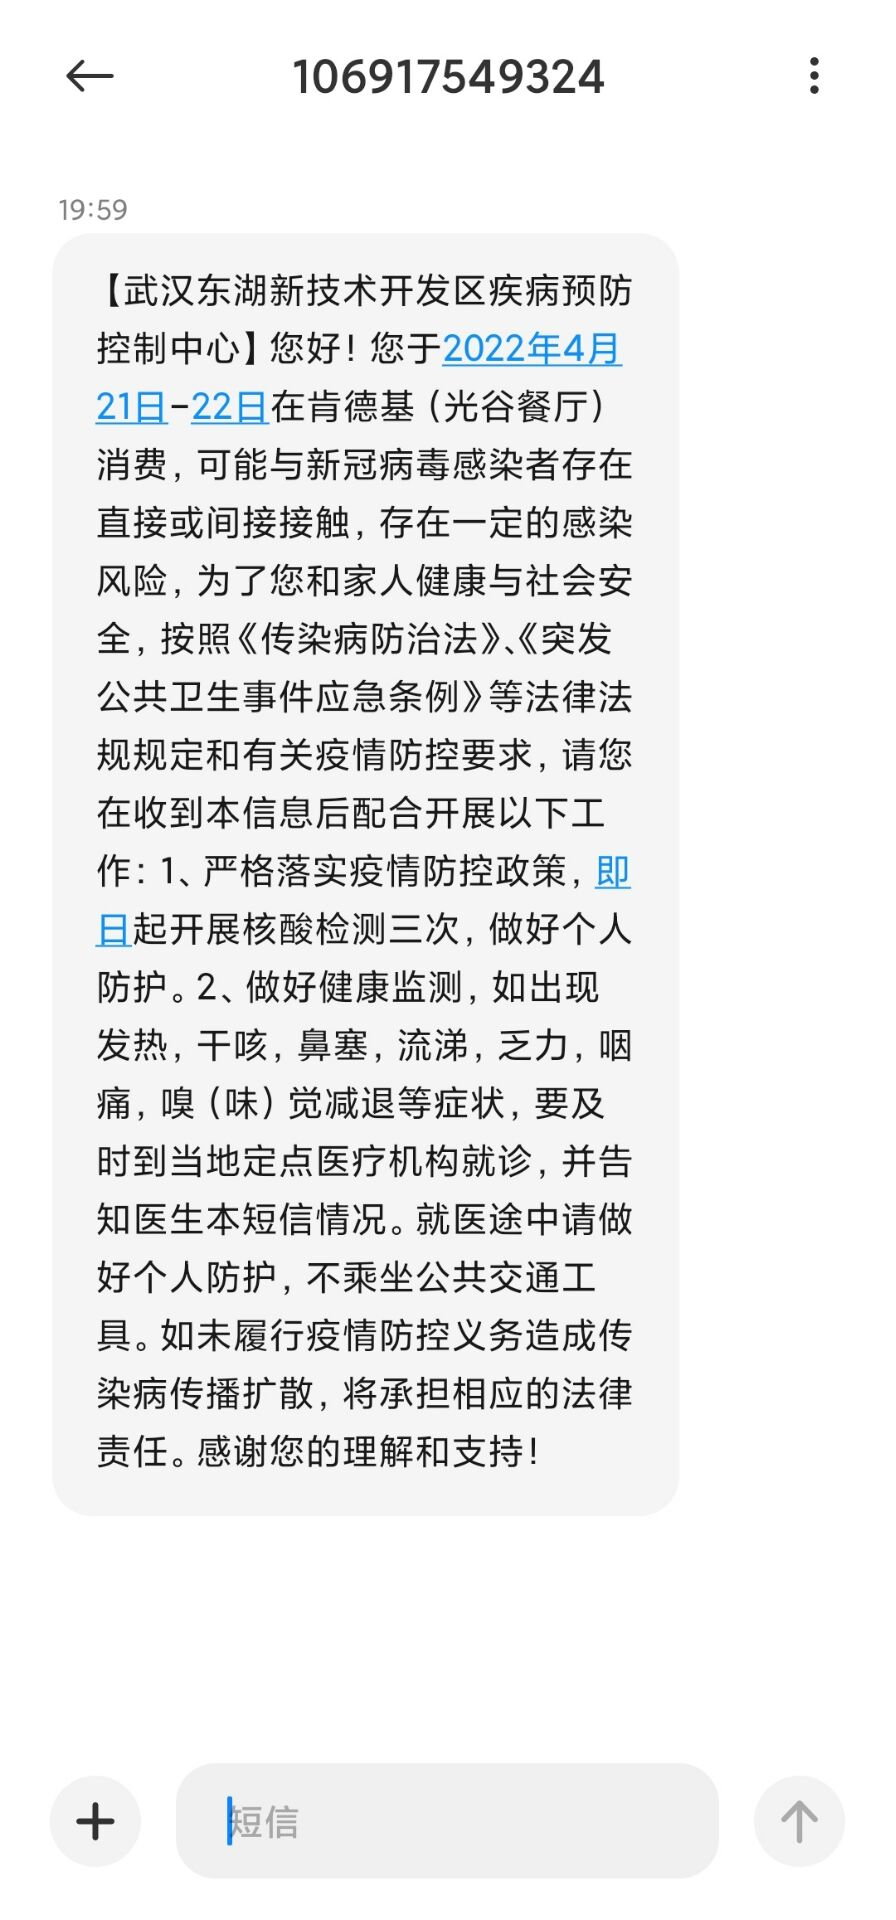 106917549324
19:59
【武汉东湖新技术开发区疾病预防
控制中心】您好！您于2022年4月
21日-22日在肯德基（光谷餐厅）
消费，可能与新冠病毒感染者存在
直接或间接接触，存在一定的感染
风险，为了您和家人健康与社会安
全，按照《传染病防治法》、《突发
公共卫生事件应急条例》等法律法
规规定和有关疫情防控要求，请您
在收到本信息后配合开展以下工
作：1、严格落实疫情防控政策，即
日起开展核酸检测三次，做好个人
防护。2、做好健康监测，如出现
发热，干咳，鼻塞，流涕，乏力，咽
痛，嗅（味）觉减退等症状，要及
时到当地定点医疗机构就诊，并告
知医生本短信情况。就医途中请做
好个人防护，不乘坐公共交通工
具。如未履行疫情防控义务造成传
染病传播扩散，将承担相应的法律
责任。感谢您的理解和支持！
短信